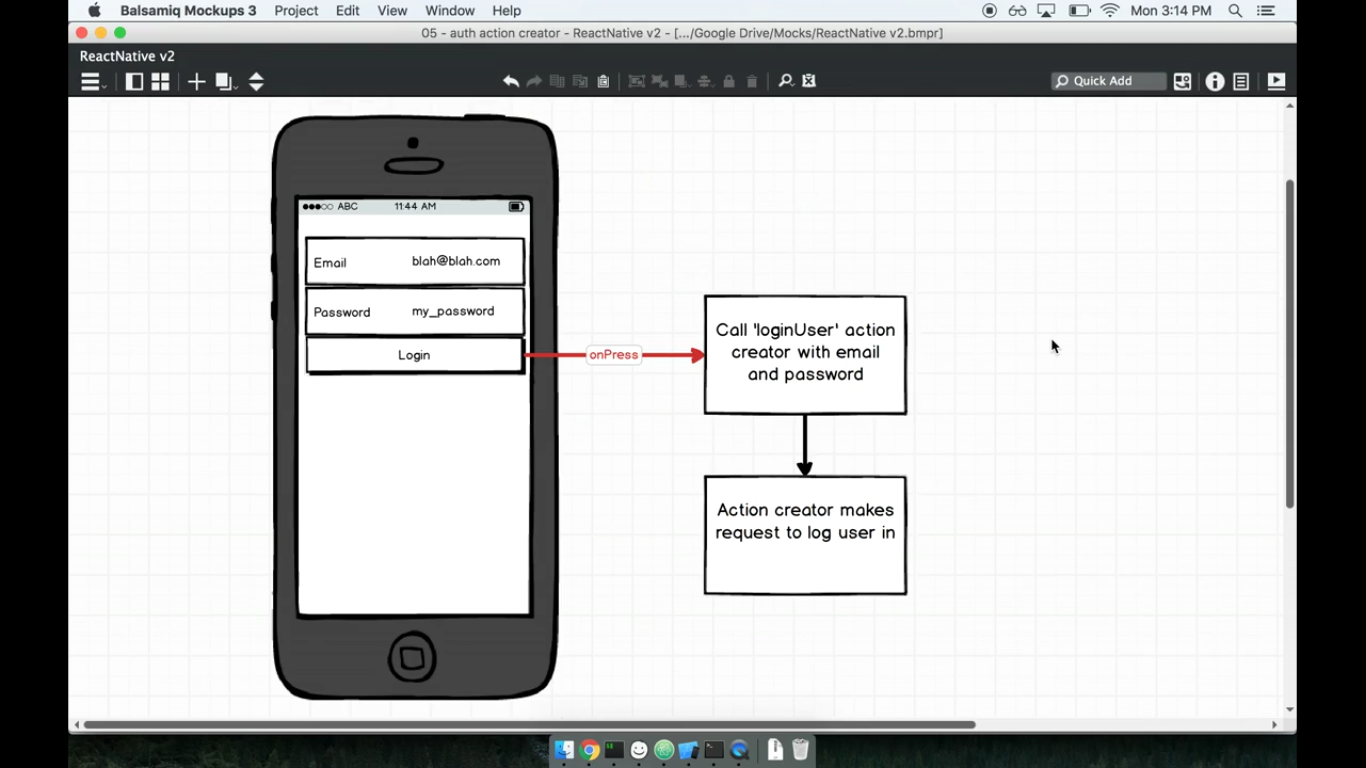 Balsamiq Mockups 3 Project Edit View Window Help Mon 3:14 PM
05 - auth action creator - ReactNative v2 - [.../Google Drive/Mocks/ReactNative v2.bmpr]
ReactNative v2
Quick Add
ABC 11:44 AM
Email blah@blah.com
Password my_password
Login
onPress
Call 'loginUser' action
creator with email
and password
Action creator makes
request to log user in